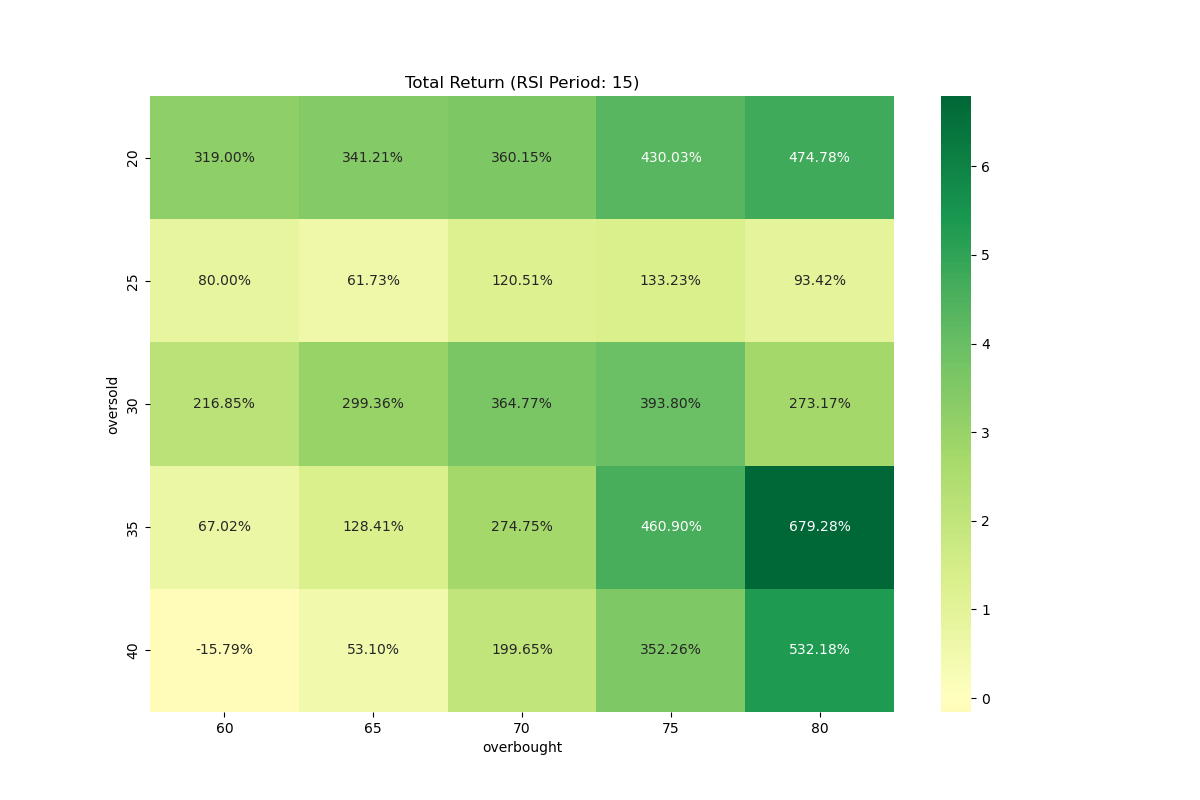 Total Return (RSI Period: 15)
20 319.00% 341.21% 360.15% 430.03% 474.78%
25 80.00% 61.73% 120.51% 133.23% 93.42%
30 216.85% 299.36% 364.77% 393.80% 273.17%
35 67.02% 128.41% 274.75% 460.90% 679.28%
40 -15.79% 53.10% 199.65% 352.26% 532.18%
oversold
60 65 70 75 80
overbought
6
5
4
3
2
1
0